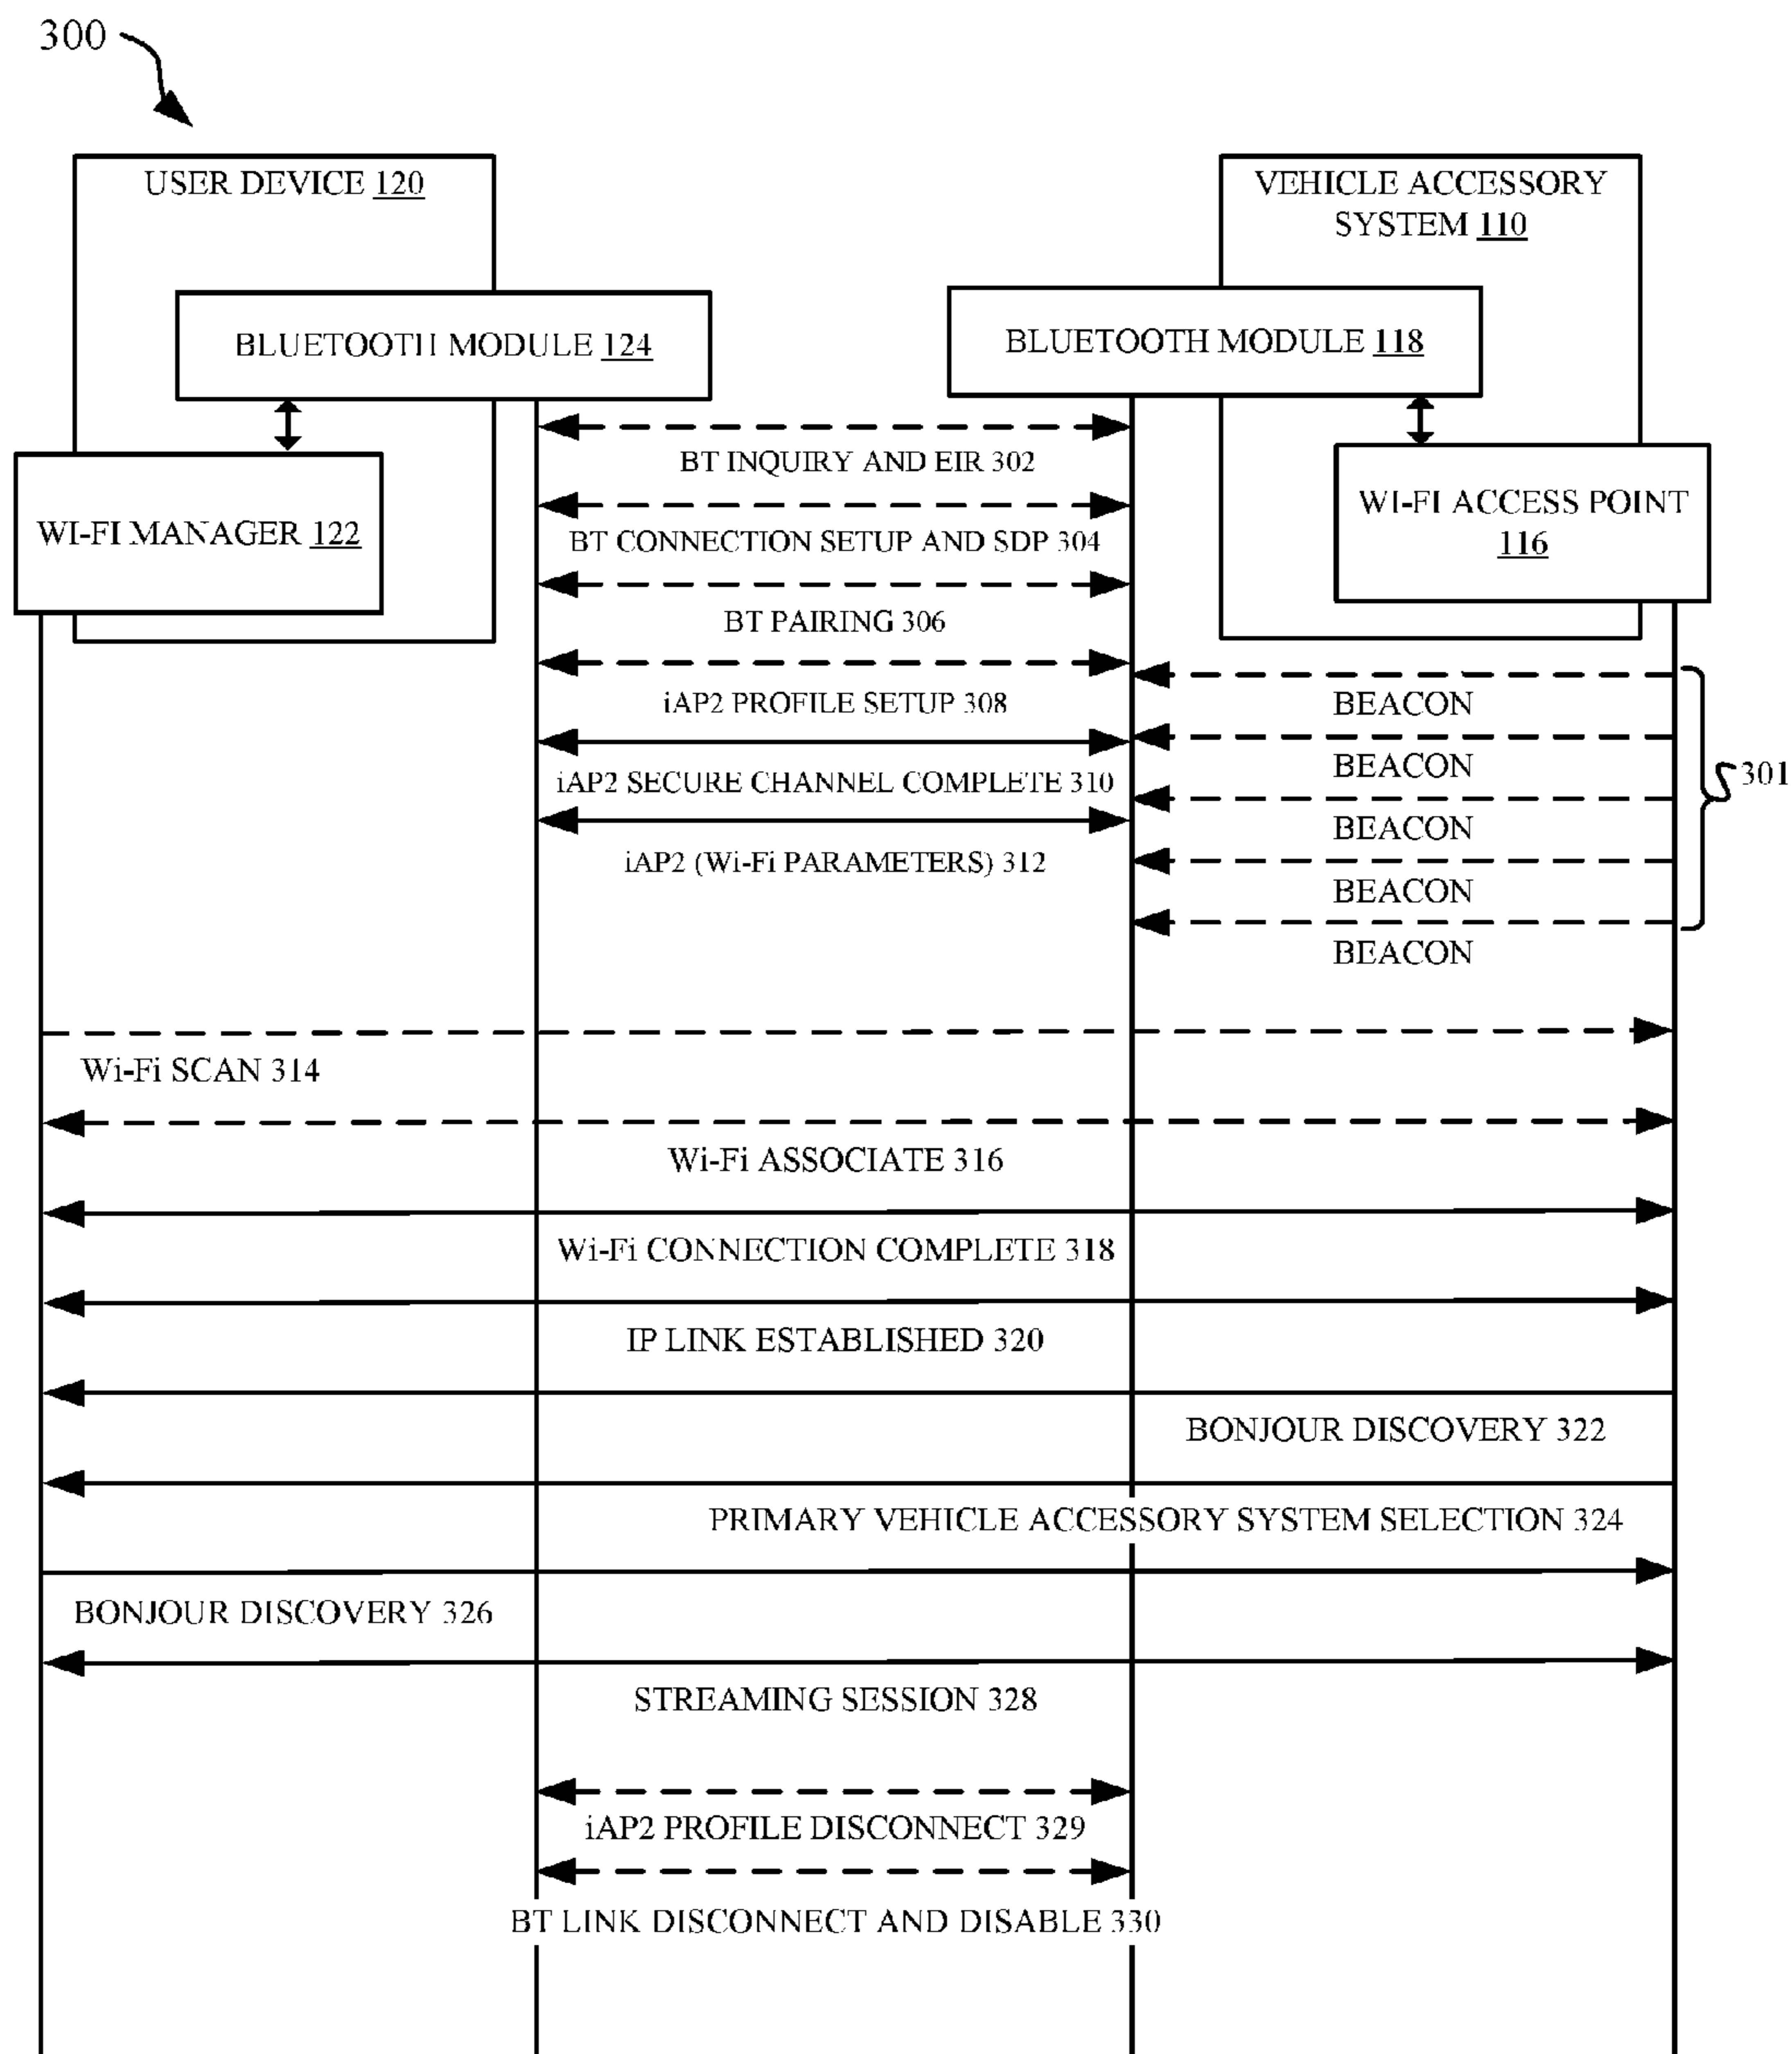 300
USER DEVICE 120
VEHICLE ACCESSORY
SYSTEM 110
BLUETOOTH MODULE 124
BLUETOOTH MODULE 118
WI-FI MANAGER 122
WI-FI ACCESS POINT
116
BT INQUIRY AND EIR 302
BT CONNECTION SETUP AND SDP 304
BT PAIRING 306
iAP2 PROFILE SETUP 308
BEACON
iAP2 SECURE CHANNEL COMPLETE 310
BEACON
301
BEACON
iAP2 (Wi-Fi PARAMETERS) 312
BEACON
BEACON
Wi-Fi SCAN 314
Wi-Fi ASSOCIATE 316
Wi-Fi CONNECTION COMPLETE 318
IP LINK ESTABLISHED 320
BONJOUR DISCOVERY 322
PRIMARY VEHICLE ACCESSORY SYSTEM SELECTION 324
BONJOUR DISCOVERY 326
STREAMING SESSION 328
iAP2 PROFILE DISCONNECT 329
BT LINK DISCONNECT AND DISABLE 330